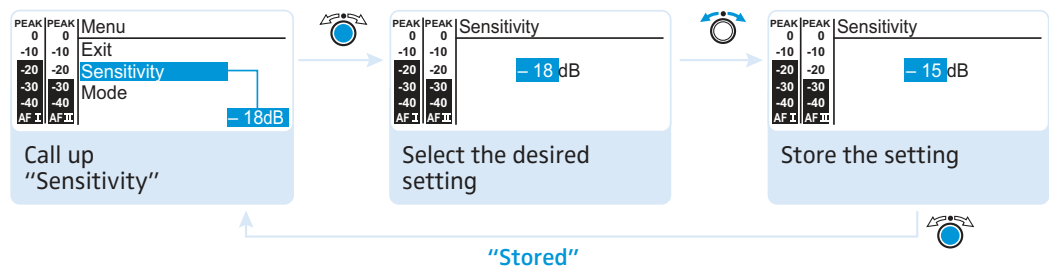 PEAK PEAK Menu
0 0
-10 -10 Exit
-20 -20 Sensitivity
-30 -30 Mode
-40 -40
AF I AF II – 18dB
Call up
“Sensitivity”
PEAK PEAK Sensitivity
0 0
-10 -10
-20 -20 – 18 dB
-30 -30
-40 -40
AF I AF II
Select the desired
setting
PEAK PEAK Sensitivity
0 0
-10 -10
-20 -20 – 15 dB
-30 -30
-40 -40
AF I AF II
Store the setting
“Stored”